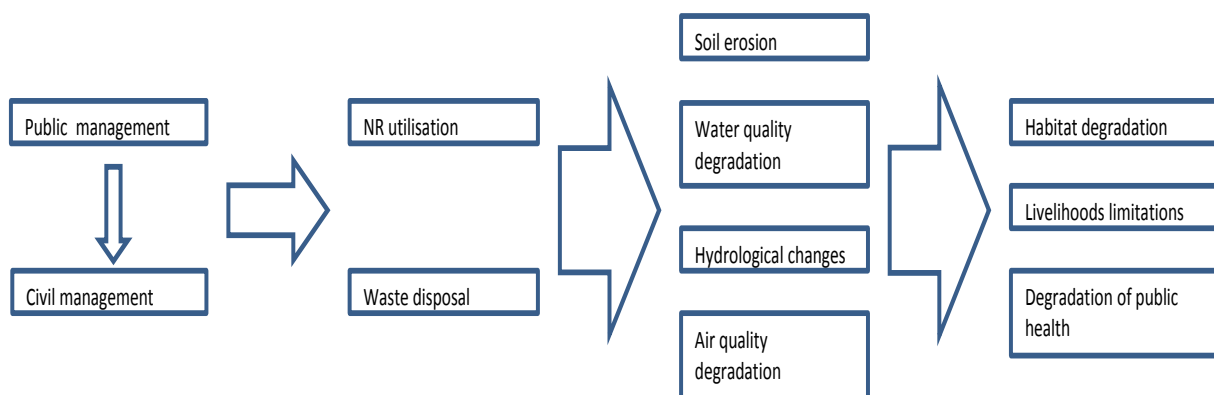 Public management
Civil management
NR utilisation
Waste disposal
Soil erosion
Water quality
degradation
Hydrological changes
Air quality
degradation
Habitat degradation
Livelihoods limitations
Degradation of public
health